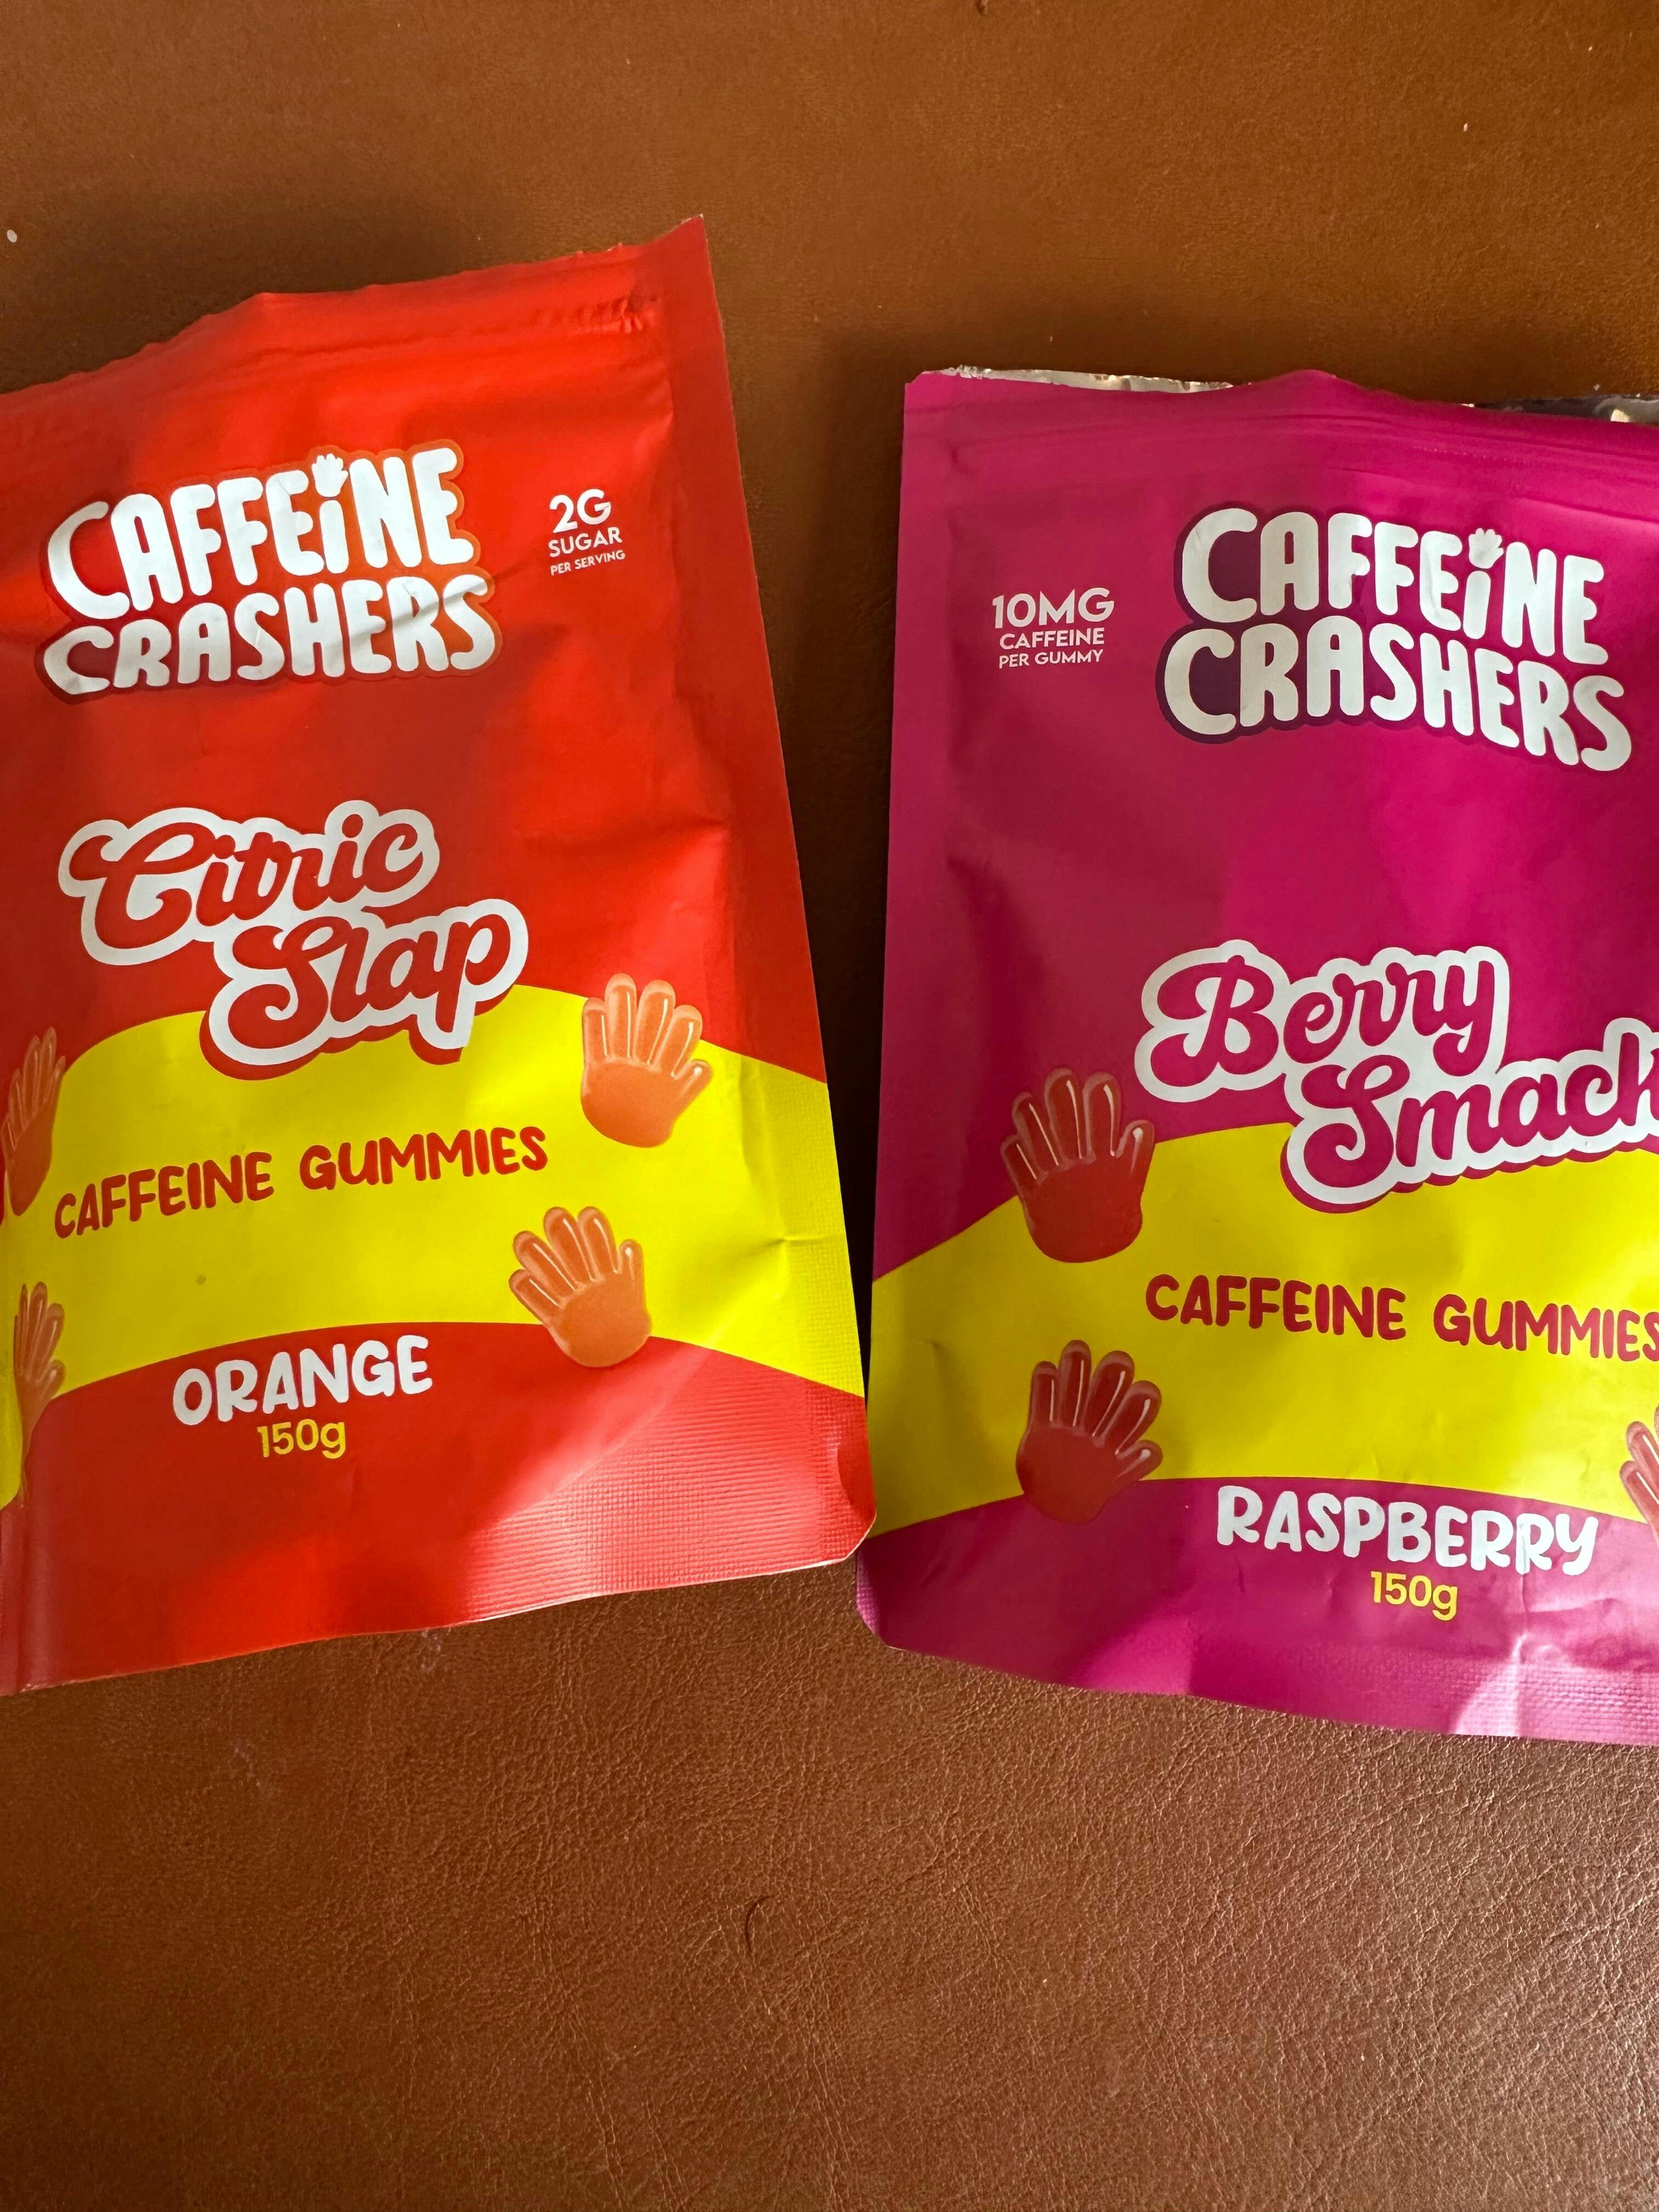 CAFFEiNE
CRASHERS
2G
SUGAR
PER SERVING
Citric
Slap
CAFFEINE GUMMIES
ORANGE
150g
10MG
CAFFEINE
PER GUMMY
CAFFEiNE
CRASHERS
Berry
Smack
CAFFEINE GUMMIES
RASPBERRY
150g